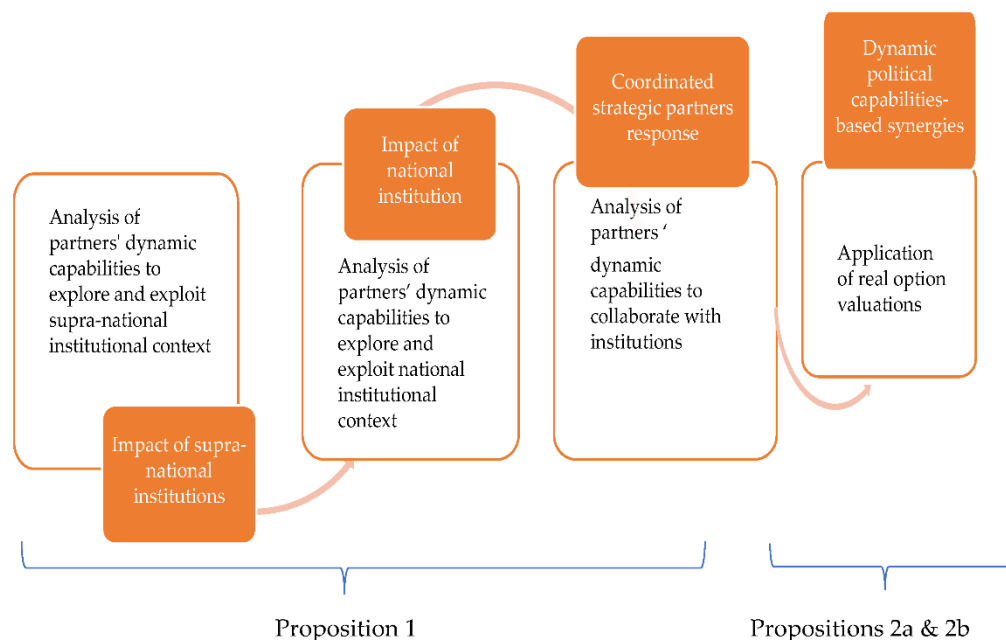 Analysis of
partners' dynamic
capabilities to
explore and exploit
supra-national
institutional context
Impact of supra-
national
institutions
Impact of
national
institution
Analysis of
partners’ dynamic
capabilities to
explore and
exploit national
institutional
context
Coordinated
strategic partners
response
Analysis of
partners ‘
dynamic
capabilities to
collaborate with
institutions
Dynamic
political
capabilities-
based synergies
Application
of real option
valuations
Proposition 1
Propositions 2a & 2b